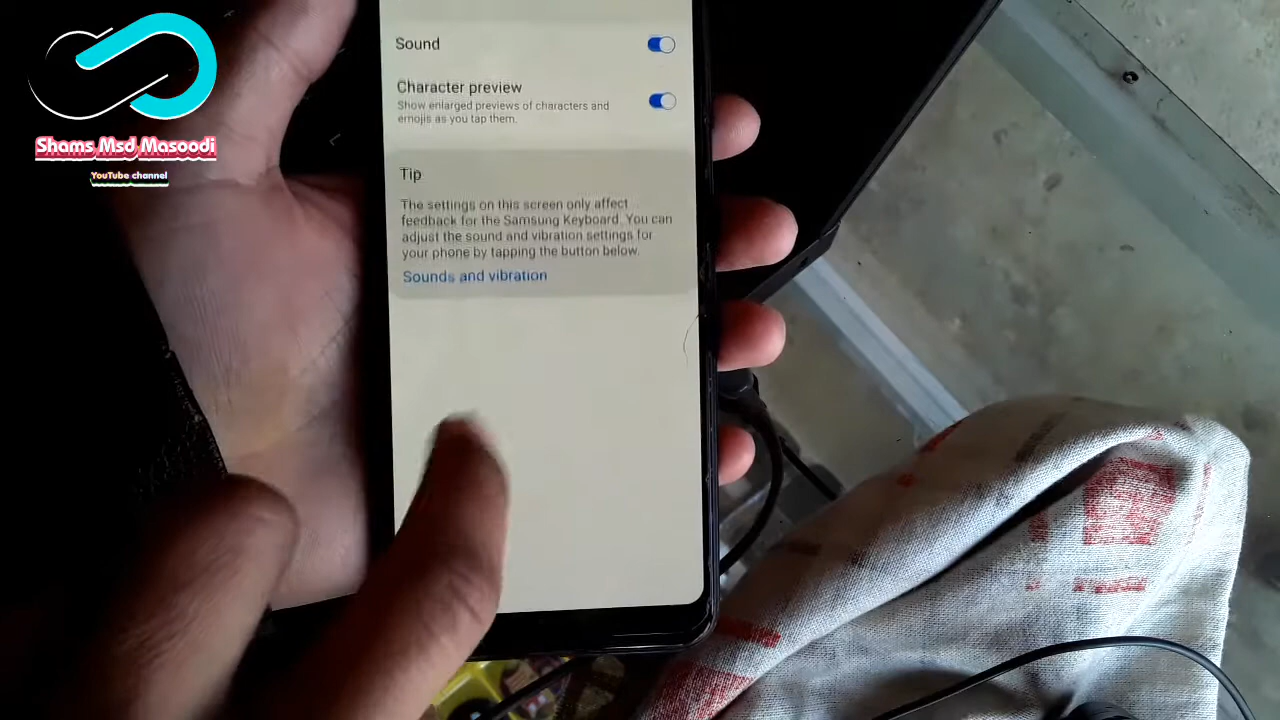 Shams Msd Masoodi
YouTube channel
Sound
Character preview
Show enlarged previews of characters and
emojis as you tap them.
Tip
The settings on this screen only affect
feedback for the Samsung Keyboard. You can
adjust the sound and vibration settings for
your phone by tapping the button below.
Sounds and vibration